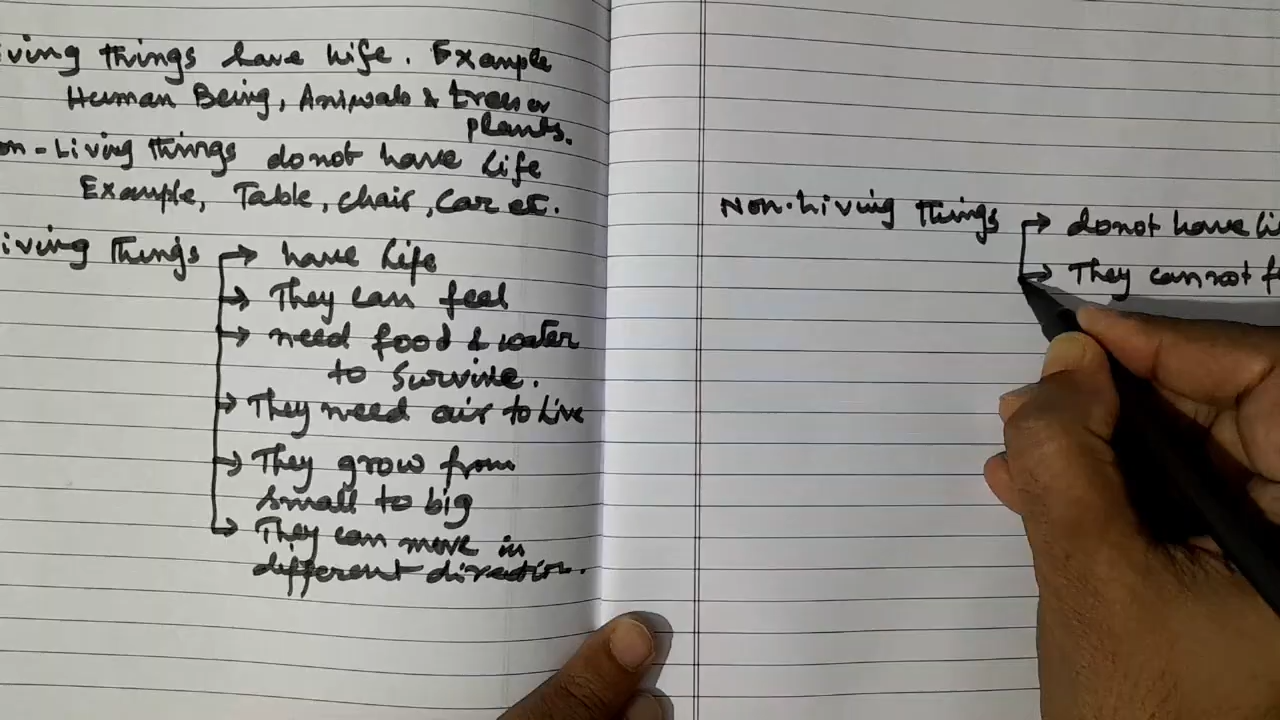 iving things have life. Example
Human Being, Animals & trees or
plants.
on-Living things donot have life
Example, Table, chair, Car etc.
iving things → have life
→ They can feel
→ need food & water
to survive.
→ They need air to live
→ They grow from
small to big
→ They can move in
different direction.
Non-Living things → donot have li
→ They cannot fe